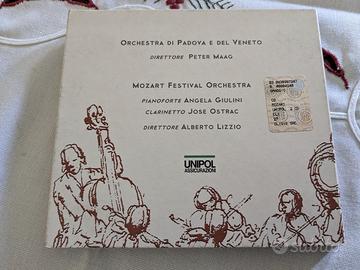 ORCHESTRA DI PADOVA E DEL VENETO
DIRETTORE PETER MAAG
MOZART FESTIVAL ORCHESTRA
PIANOFORTE ANGELA GIULINI
CLARINETTO JOSE OSTRAC
DIRETTORE ALBERTO LIZZIO
UNIPOL
ASSICURAZIONI
subito